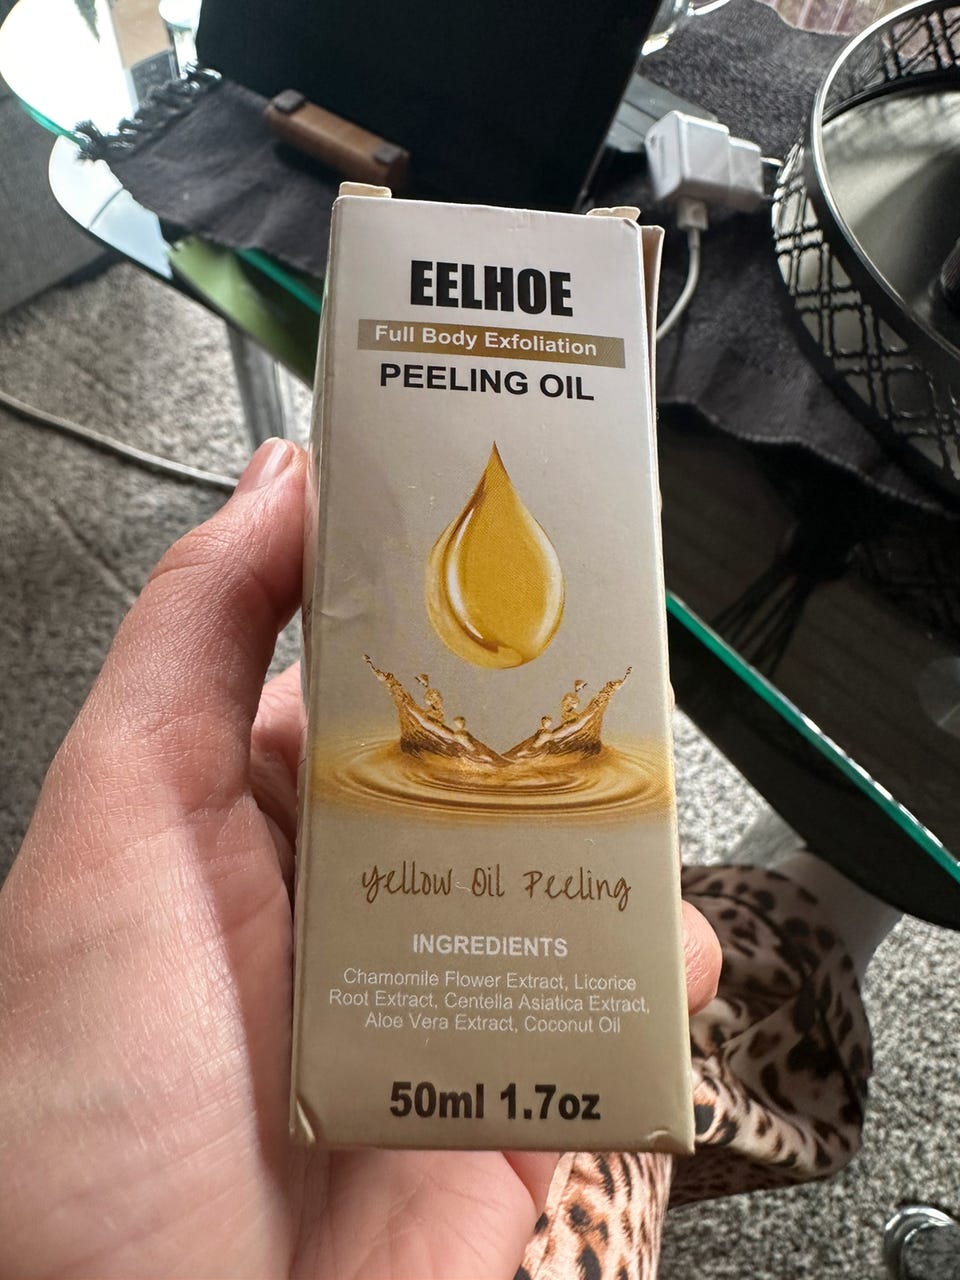 EELHOE
Full Body Exfoliation
PEELING OIL
Yellow Oil Peeling
INGREDIENTS
Chamomile Flower Extract, Licorice
Root Extract, Centella Asiatica Extract,
Aloe Vera Extract, Coconut Oil
50ml 1.7oz